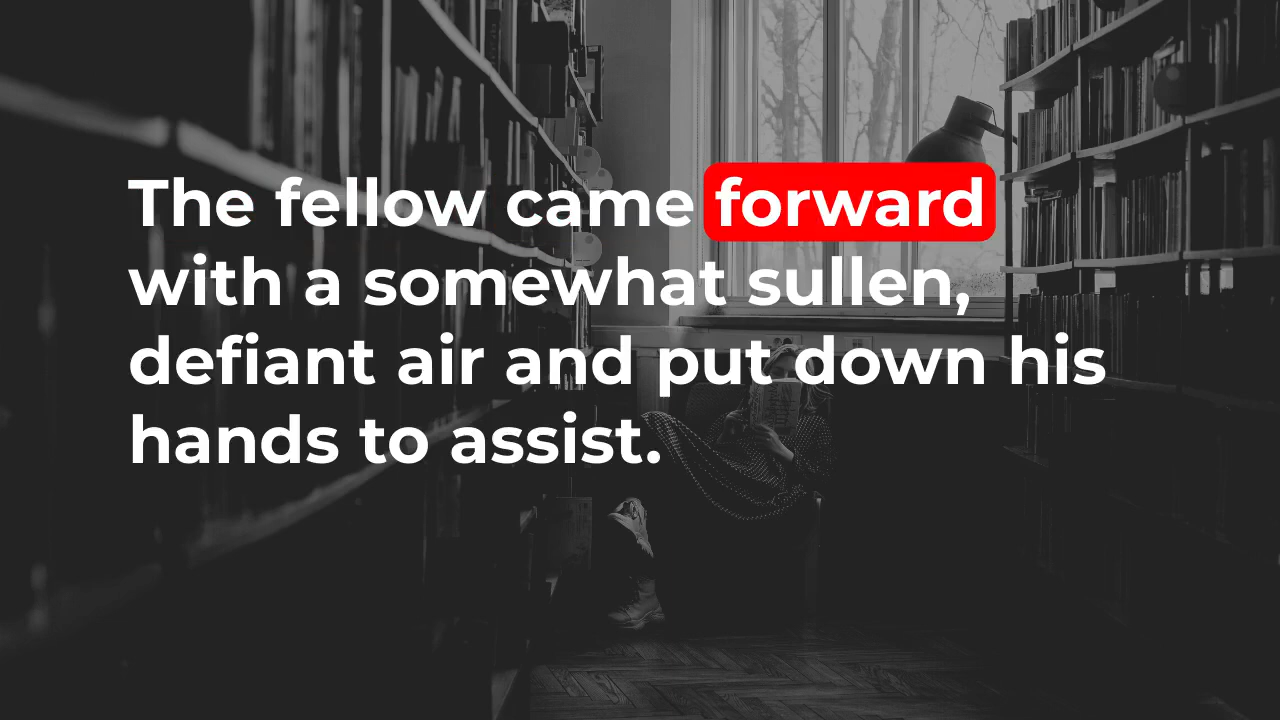 The fellow came forward
with a somewhat sullen,
defiant air and put down his
hands to assist.